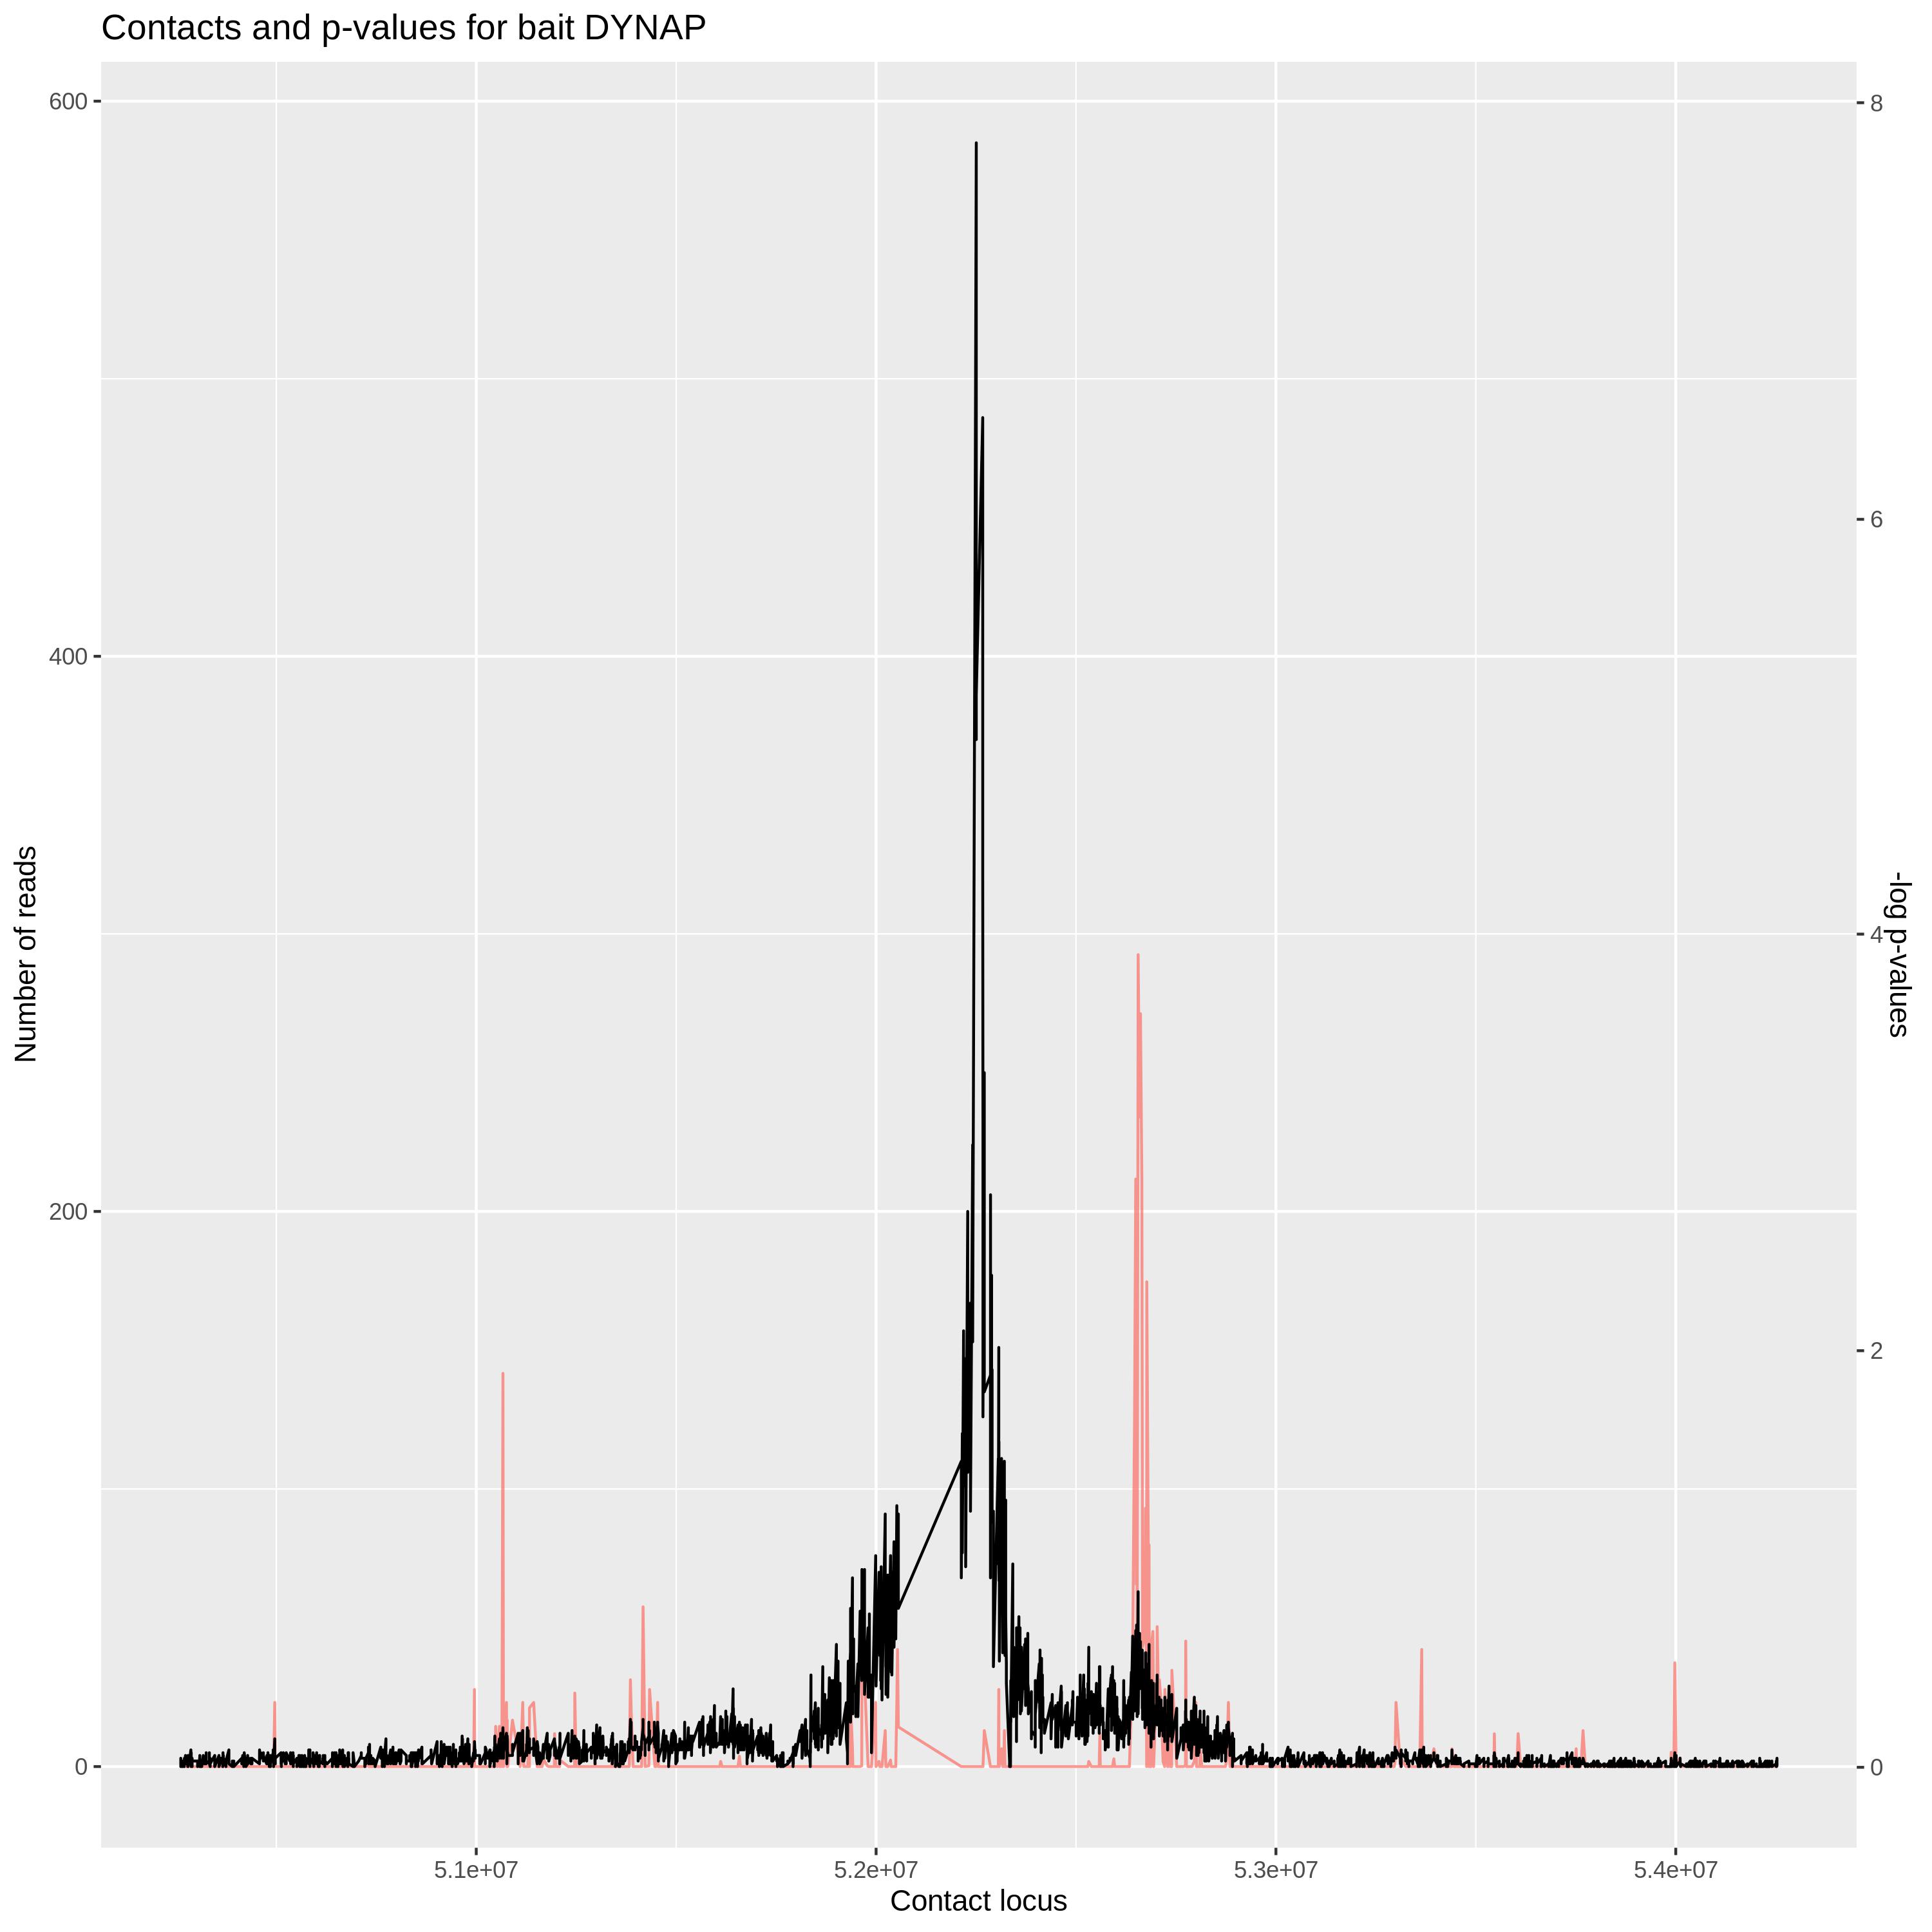 Contacts and p-values for bait DYNAP
600
400
200
0
8
6
4
2
0
Number of reads
-log p-values
5.1e+07
5.2e+07
5.3e+07
5.4e+07
Contact locus